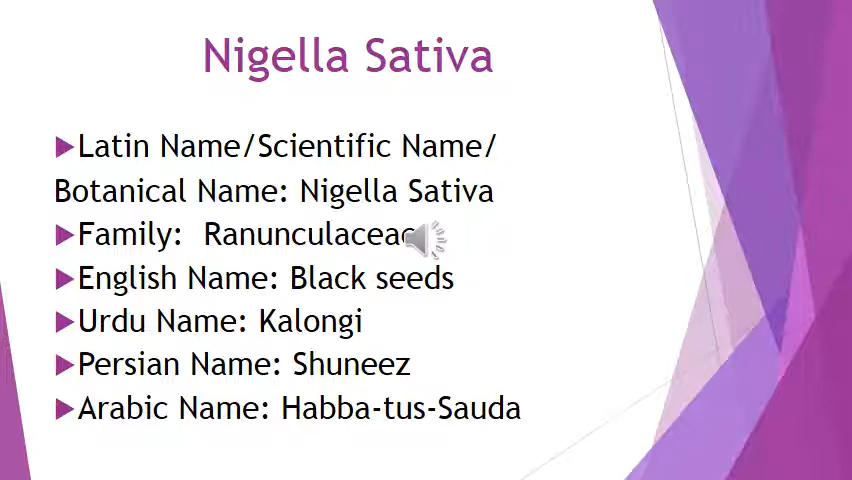 Nigella Sativa
Latin Name/Scientific Name/
Botanical Name: Nigella Sativa
Family: 
English Name: Black seeds
Urdu Name: Kalongi
Persian Name: Shuneez
Arabic Name: Habba-tus-Sauda